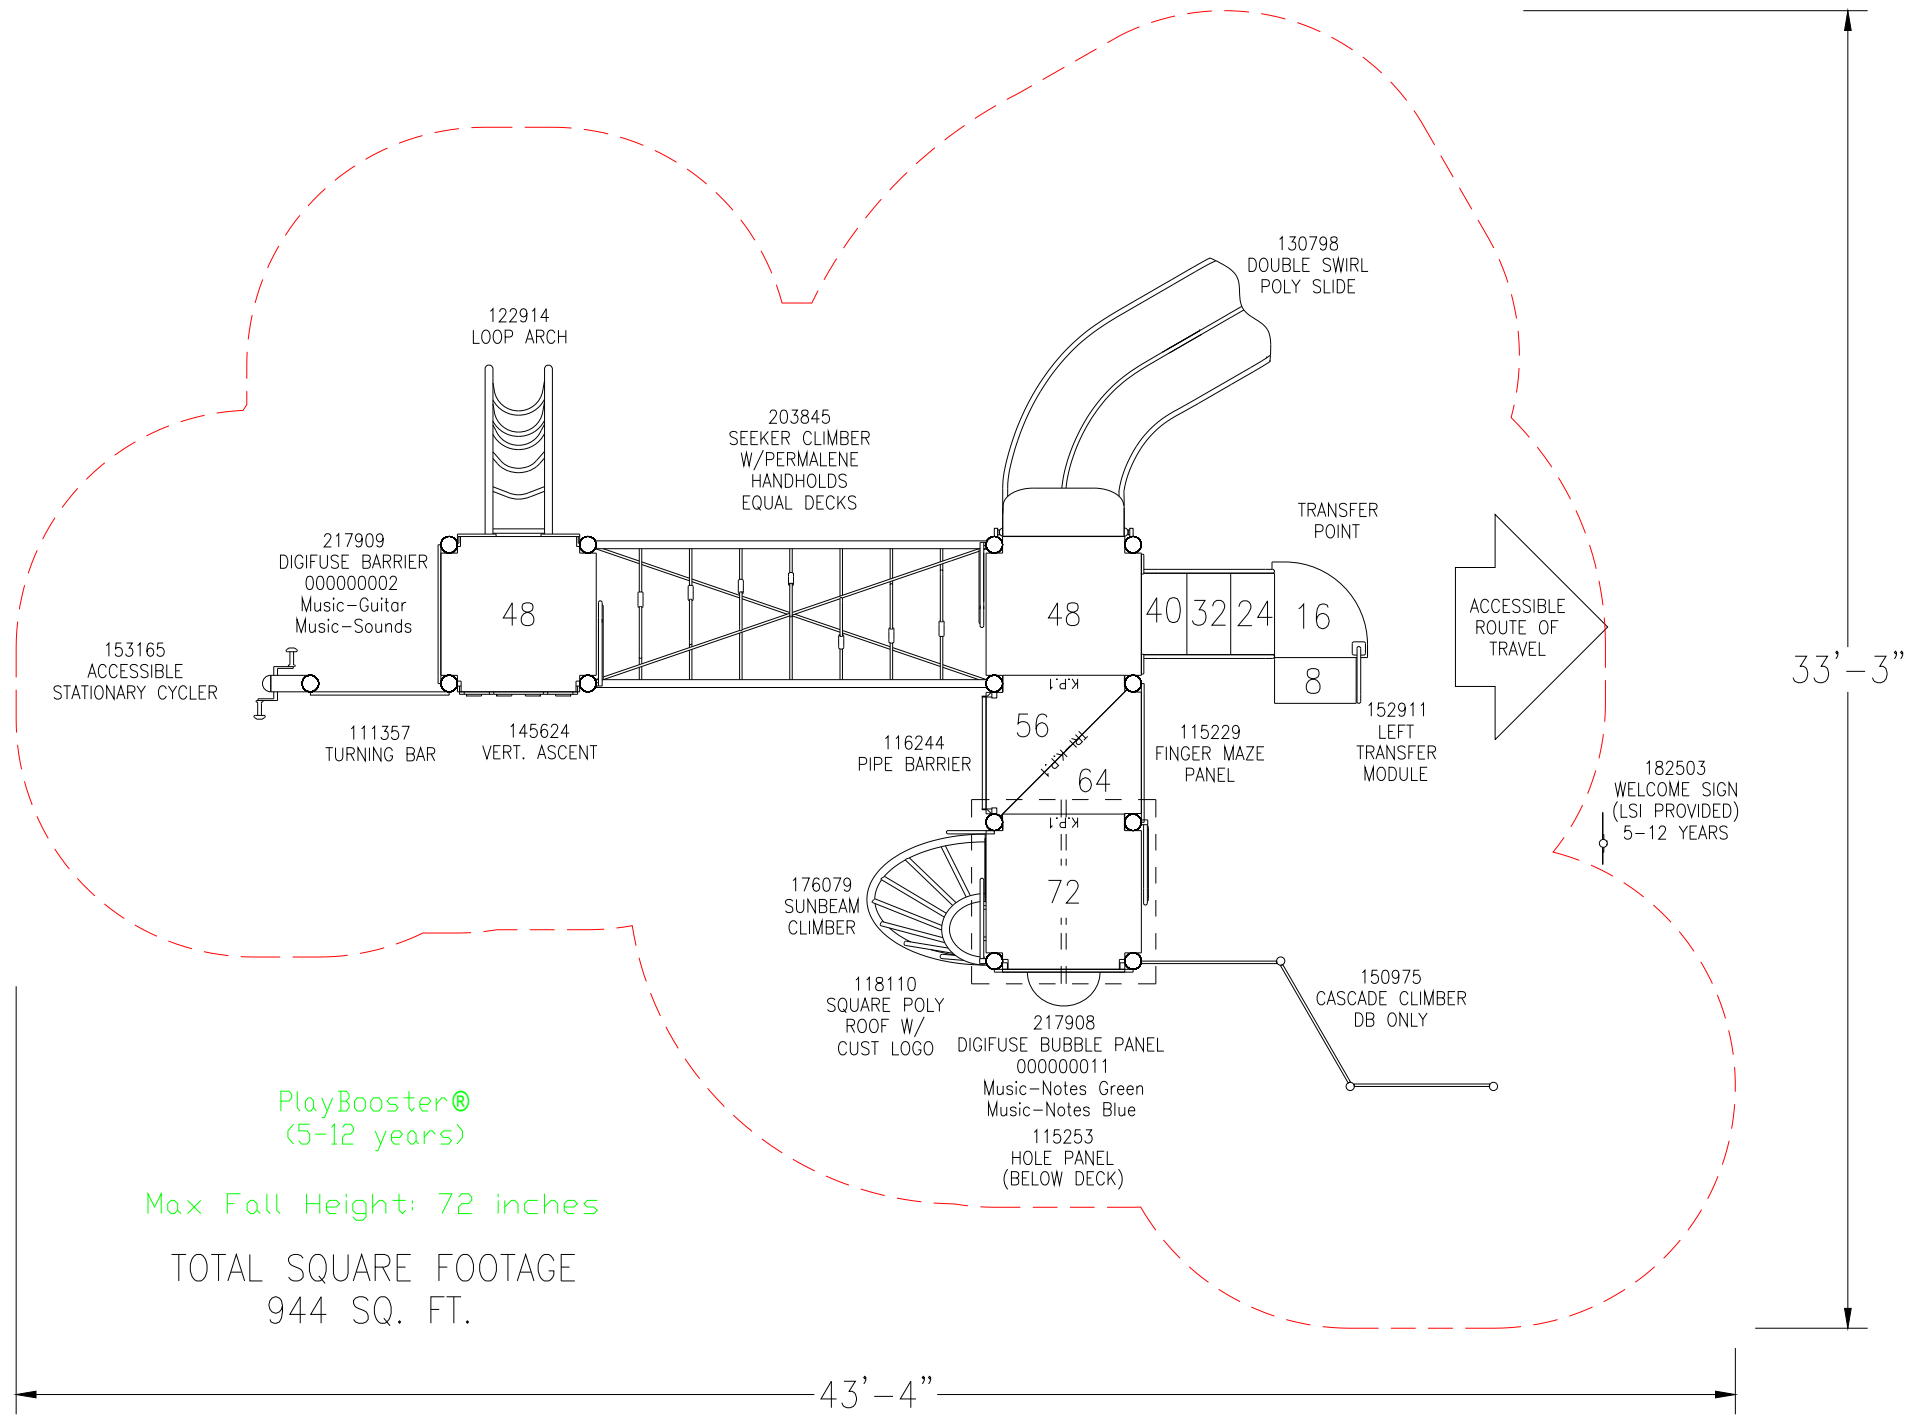 130798
DOUBLE SWIRL
POLY SLIDE
122914
LOOP ARCH
203845
SEEKER CLIMBER
W/PERMALENE
HANDHOLDS
EQUAL DECKS
TRANSFER
POINT
217909
DIGIFUSE BARRIER
000000002
Music-Guitar
Music-Sounds
48
48
40
32
24
16
8
ACCESSIBLE
ROUTE OF
TRAVEL
33'-3"
153165
ACCESSIBLE
STATIONARY CYCLER
111357
TURNING BAR
145624
VERT. ASCENT
116244
PIPE BARRIER
K.P.1
56
TRI. K.P.1
64
K.P.1
72
115229
FINGER MAZE
PANEL
152911
LEFT
TRANSFER
MODULE
182503
WELCOME SIGN
(LSI PROVIDED)
5-12 YEARS
176079
SUNBEAM
CLIMBER
118110
SQUARE POLY
ROOF W/
CUST LOGO
217908
DIGIFUSE BUBBLE PANEL
000000011
Music-Notes Green
Music-Notes Blue
115253
HOLE PANEL
(BELOW DECK)
150975
CASCADE CLIMBER
DB ONLY
PlayBooster®
(5-12 years)
Max Fall Height: 72 inches
TOTAL SQUARE FOOTAGE
944 SQ. FT.
43'-4"